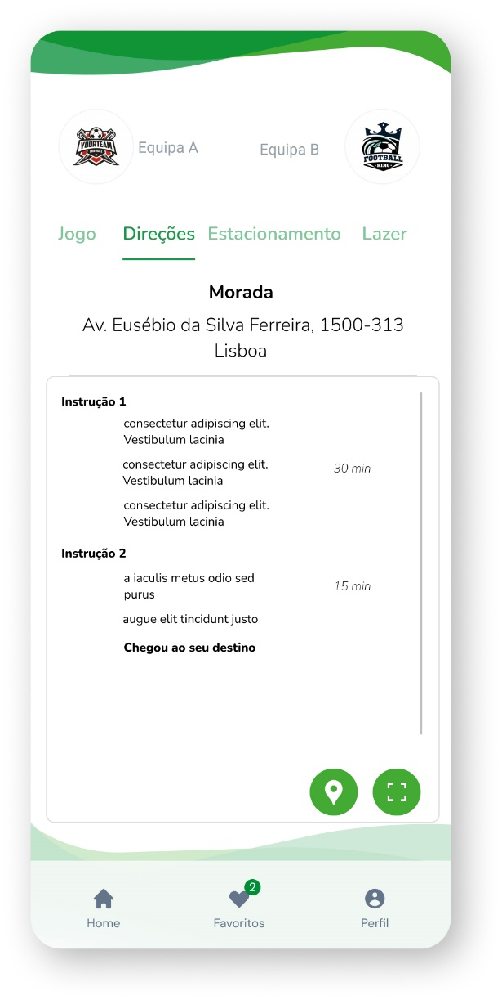 YOURTEAM
FOOTBALL
Equipa A
Equipa B
FOOTBALL
KING
Jogo
Direções
Estacionamento
Lazer
Morada
Av. Eusébio da Silva Ferreira, 1500-313
Lisboa
Instrução 1
consectetur adipiscing elit.
Vestibulum lacinia
consectetur adipiscing elit.
Vestibulum lacinia
30 min
consectetur adipiscing elit.
Vestibulum lacinia
Instrução 2
a iaculis metus odio sed
purus
15 min
augue elit tincidunt justo
Chegou ao seu destino
2
Home
Favoritos
Perfil